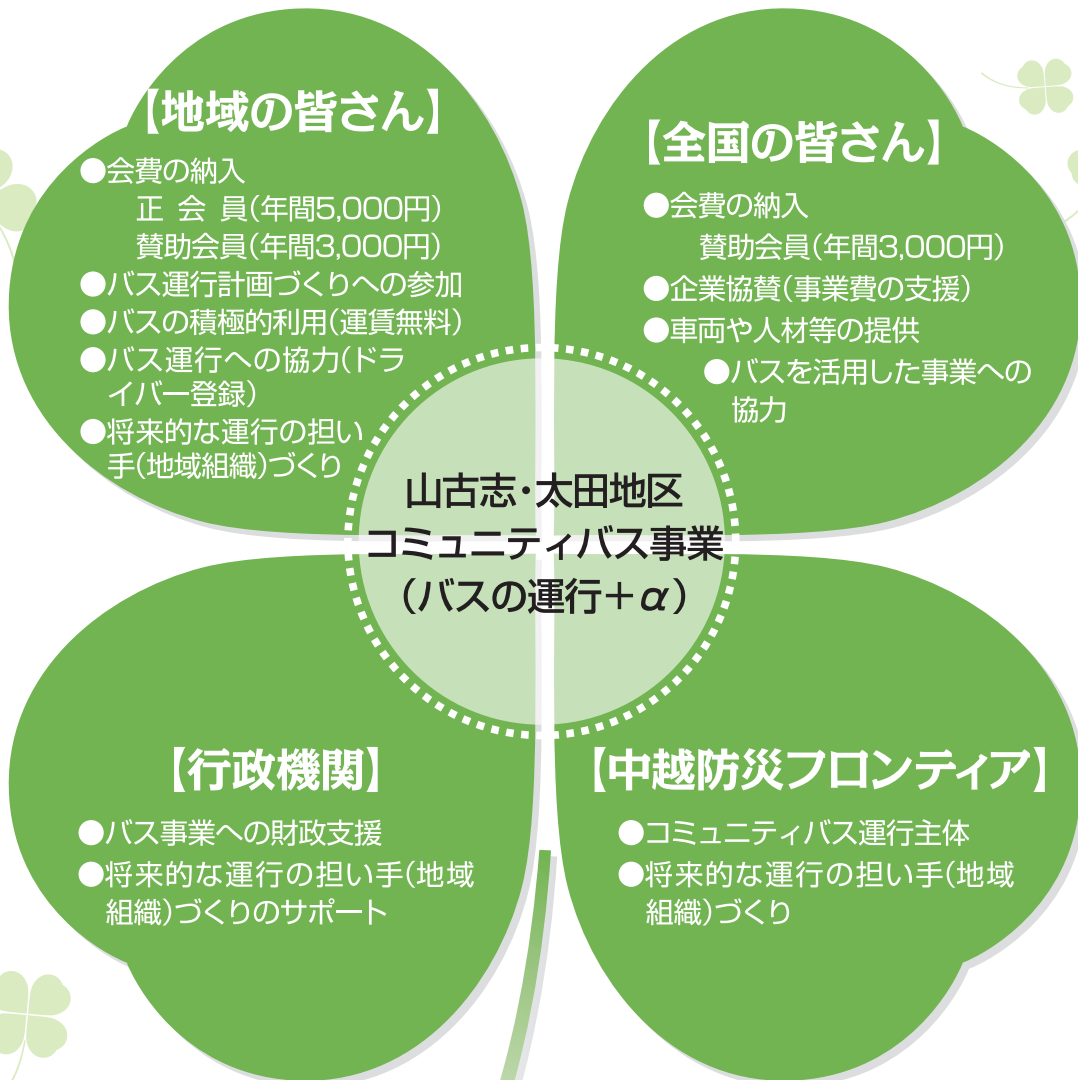 【地域の皆さん】
●会費の納入
正 会 員（年間5,000円）
賛助会員（年間3,000円）
●バス運行計画づくりへの参加
●バスの積極的利用（運賃無料）
●バス運行への協力（ドラ
イバー登録）
●将来的な運行の担い
手（地域組織）づくり
【全国の皆さん】
●会費の納入
賛助会員（年間3,000円）
●企業協賛（事業費の支援）
●車両や人材等の提供
●バスを活用した事業への
協力
山古志・太田地区
コミュニティバス事業
（バスの運行＋α）
【行政機関】
●バス事業への財政支援
●将来的な運行の担い手（地域
組織）づくりのサポート
【中越防災フロンティア】
●コミュニティバス運行主体
●将来的な運行の担い手（地域
組織）づくり